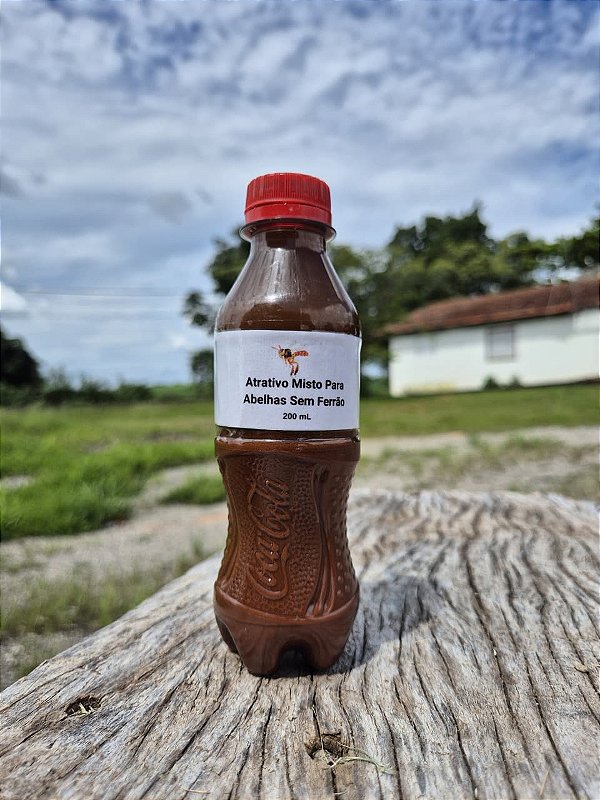 Atrativo Misto Para
Abelhas Sem Ferrão
200 mL
Coca-Cola